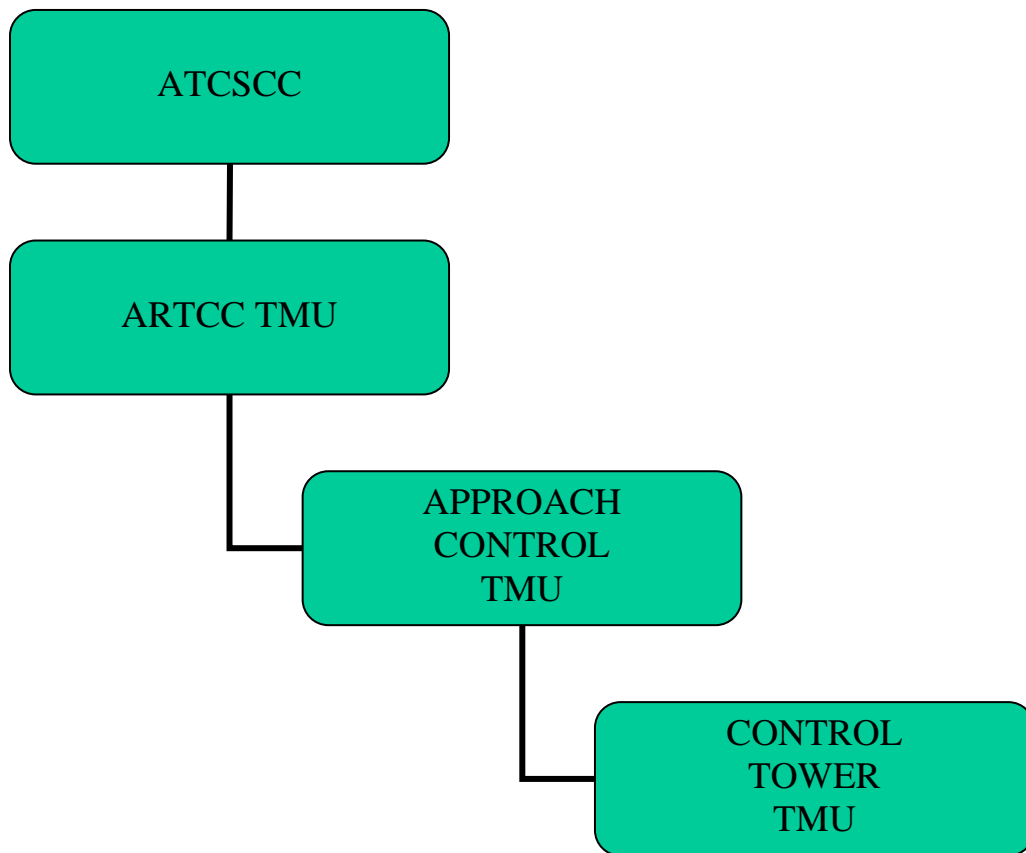 ATCSCC
ARTCC TMU
APPROACH
CONTROL
TMU
CONTROL
TOWER
TMU